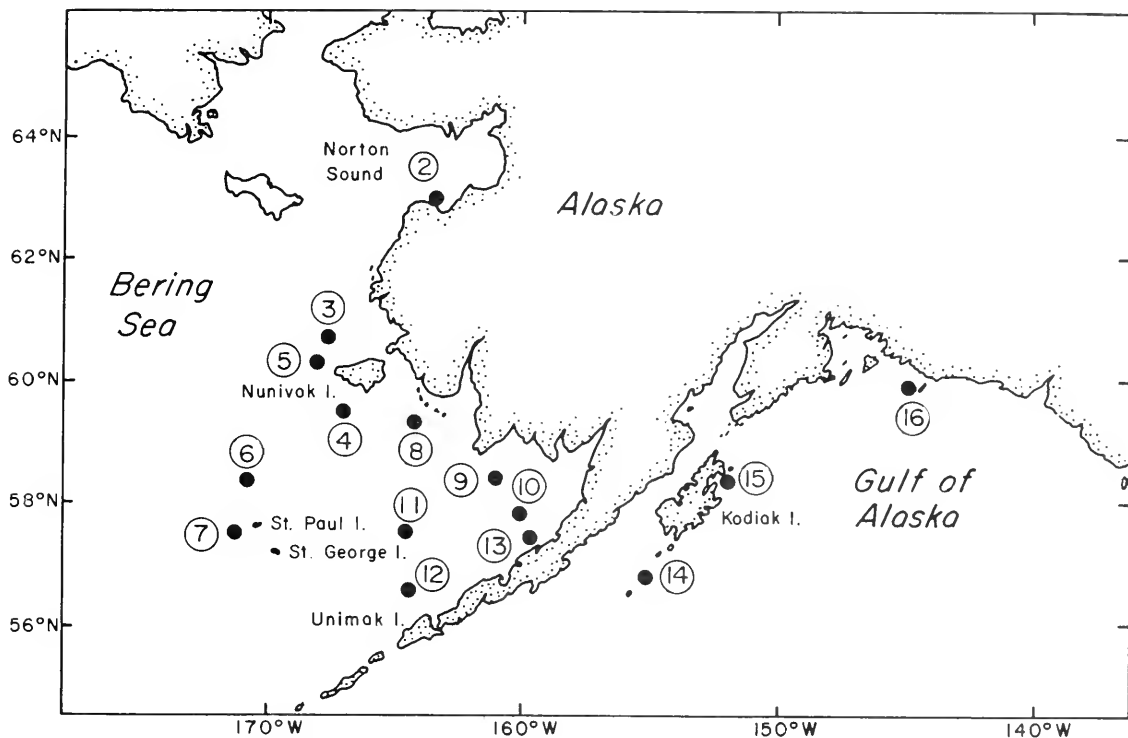 64°N
Norton
Sound
2
Alaska
62°N
Bering
Sea
3
5
60°N
Nunivok I.
4
8
16
6
9
10
15
58°N
11
Gulf of
Alaska
7
St. Paul I.
Kodiak I.
13
St. George I.
12
14
Unimak I.
56°N
170°W
160°W
150°W
140°W